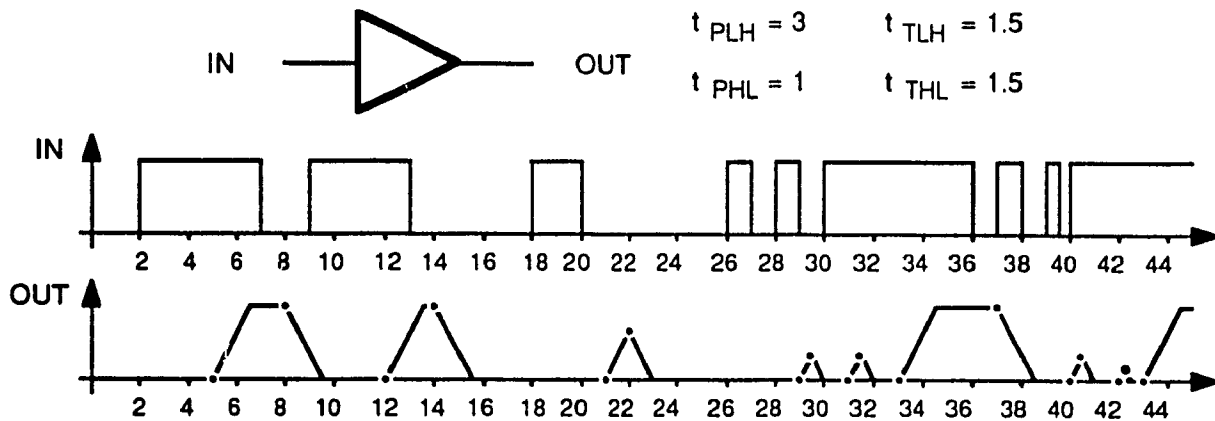 t PLH = 3 t TLH = 1.5
IN OUT
t PHL = 1 t THL = 1.5
IN
2 4 6 8 10 12 14 16 18 20 22 24 26 28 30 32 34 36 38 40 42 44
OUT
2 4 6 8 10 12 14 16 18 20 22 24 26 28 30 32 34 36 38 40 42 44